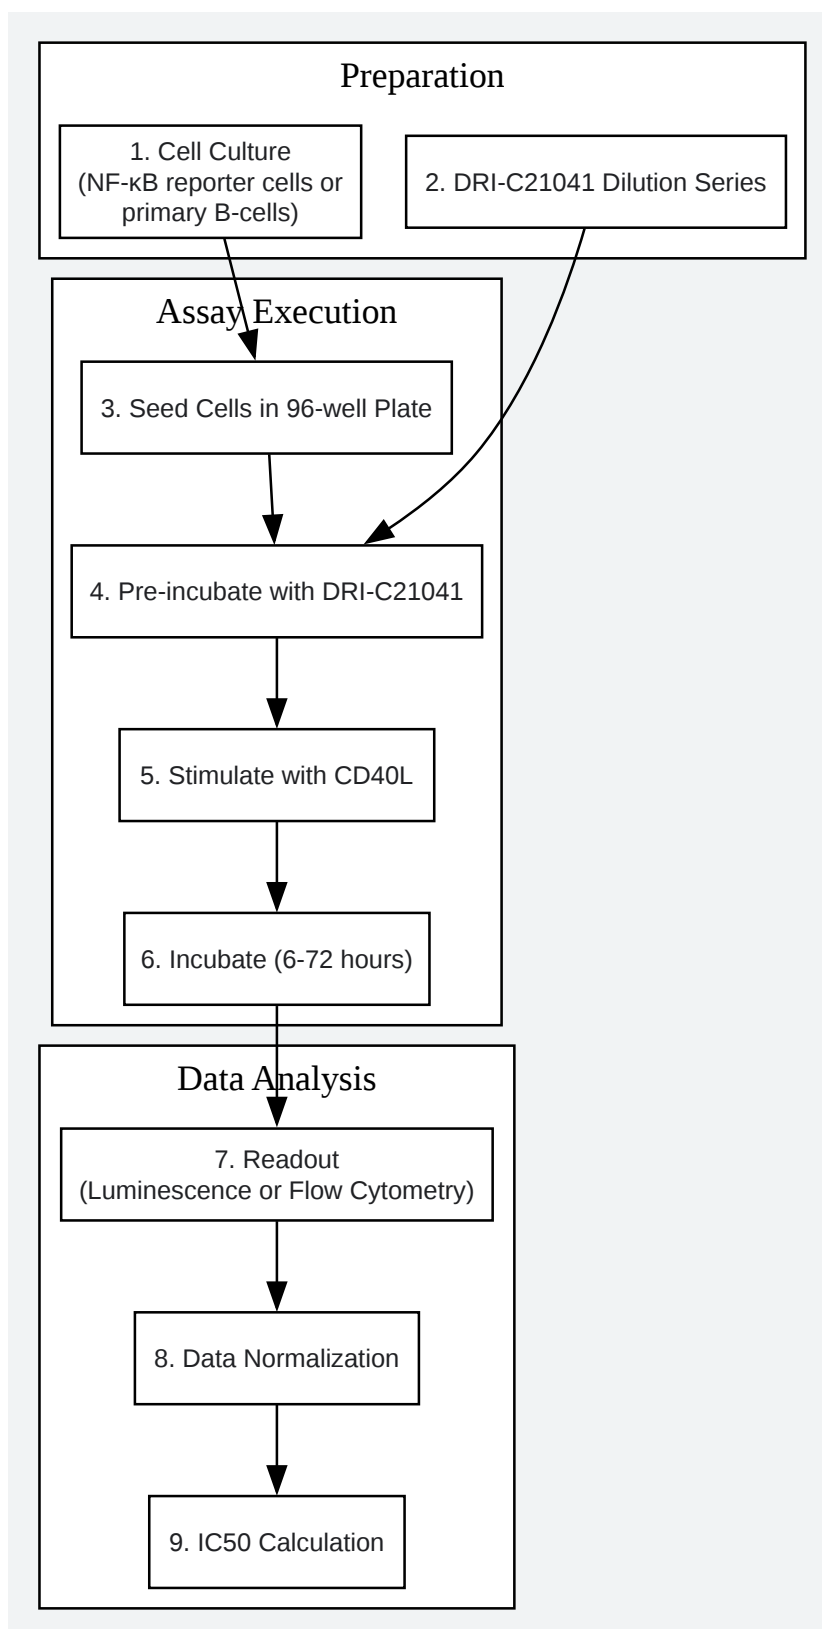 Preparation
1. Cell Culture
(NF-κB reporter cells or
primary B-cells)
2. DRI-C21041 Dilution Series
Assay Execution
3. Seed Cells in 96-well Plate
4. Pre-incubate with DRI-C21041
5. Stimulate with CD40L
6. Incubate (6-72 hours)
Data Analysis
7. Readout
(Luminescence or Flow Cytometry)
8. Data Normalization
9. IC50 Calculation